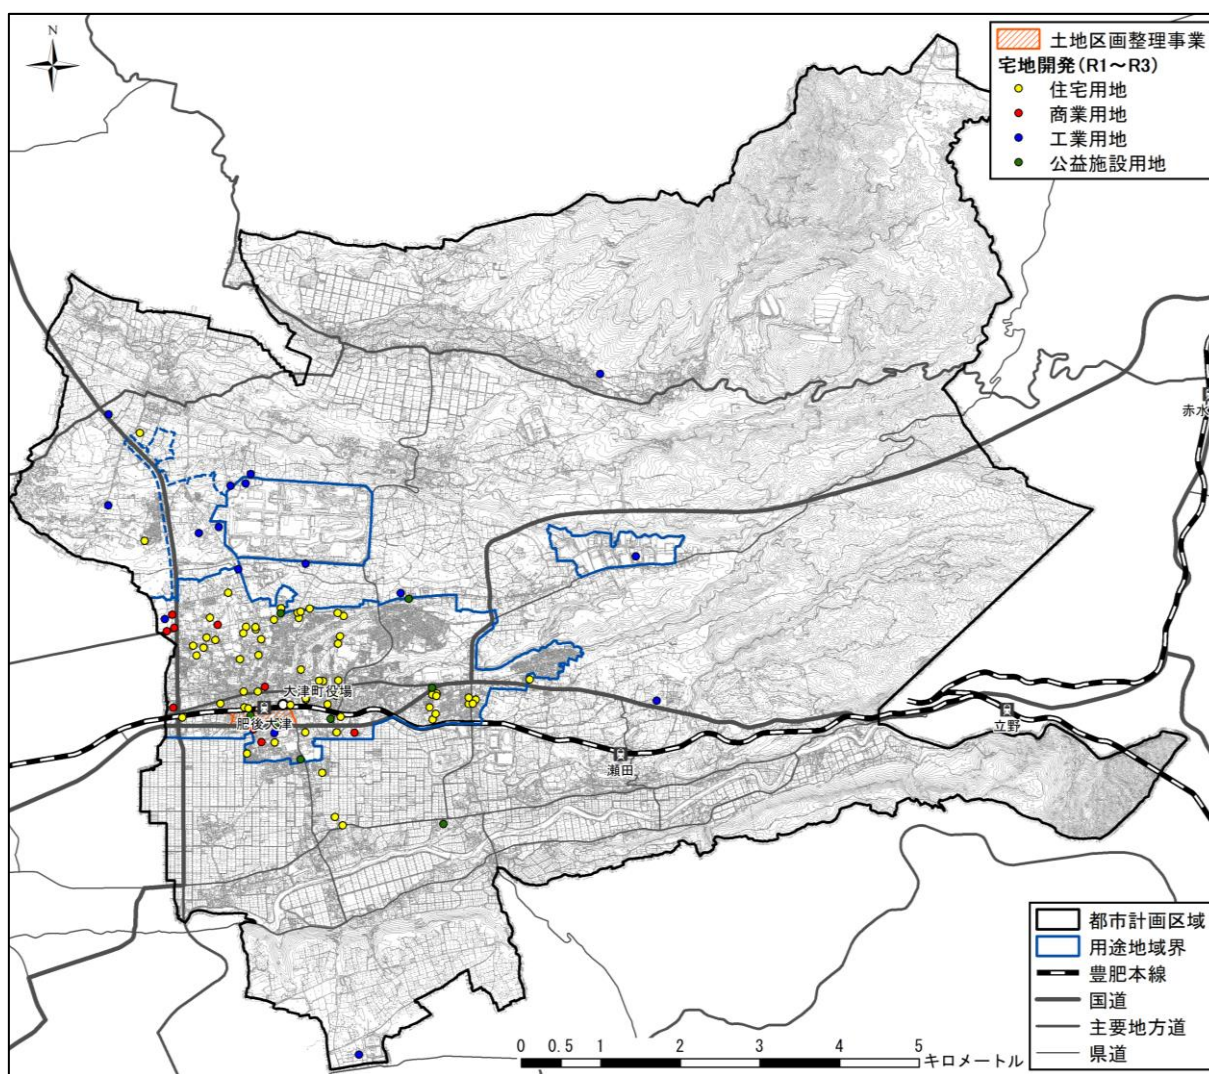 N
土地区画整理事業
宅地開発(R1～R3)
住宅用地
商業用地
工業用地
公益施設用地
赤水
大津町役場
肥後大津
立野
瀬田
都市計画区域
用途地域界
豊肥本線
国道
主要地方道
県道
0 0.5 1 2 3 4 5
キロメートル